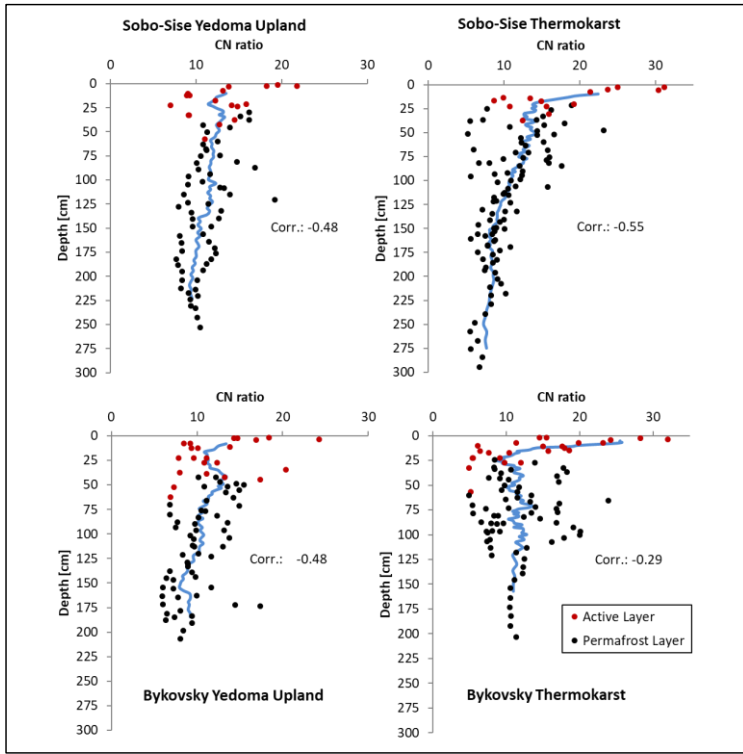 Sobo-Sise Yedoma Upland
CN ratio
0 10 20 30
0
25
50
75
100
125
150
175
200
225
250
275
300
Depth [cm]
Corr.: -0.48
Sobo-Sise Thermokarst
CN ratio
0 10 20 30
0
25
50
75
100
125
150
175
200
225
250
275
300
Depth [cm]
Corr.: -0.55
CN ratio
0 10 20 30
0
25
50
75
100
125
150
175
200
225
250
275
300
Depth [cm]
Corr.: -0.48
Bykovsky Yedoma Upland
CN ratio
0 10 20 30
0
25
50
75
100
125
150
175
200
225
250
275
300
Depth [cm]
Corr.: -0.29
Active Layer
Permafrost Layer
Bykovsky Thermokarst